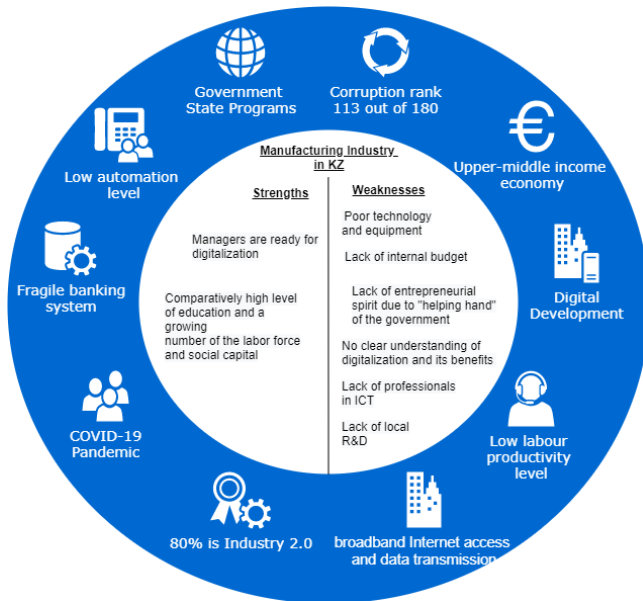 Government
State Programs
Corruption rank
113 out of 180
Upper-middle income
economy
Digital
Development
Low labour
productivity
level
broadband Internet access
and data transmission
80% is Industry 2.0
COVID-19
Pandemic
Fragile banking
system
Low automation
level
Manufacturing Industry
in KZ
Strengths
Managers are ready for
digitalization
Comparatively high level
of education and a
growing
number of the labor force
and social capital
Weaknesses
Poor technology
and equipment
Lack of internal budget
Lack of entrepreneurial
spirit due to "helping hand"
of the government
No clear understanding of
digitalization and its benefits
Lack of professionals
in ICT
Lack of local
R&D